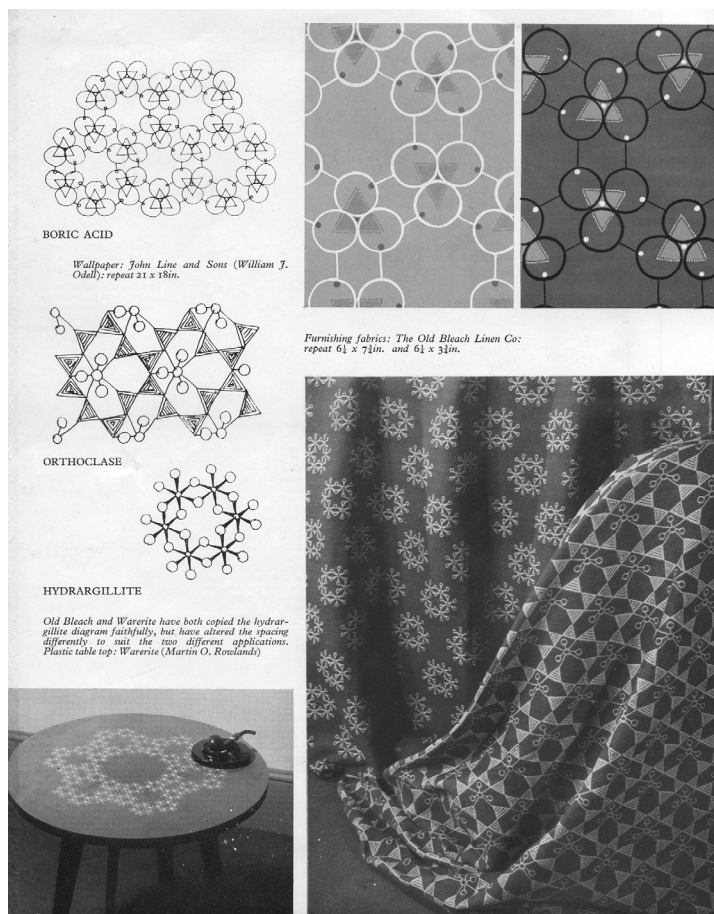 BORIC ACID
Wallpaper: John Line and Sons (William J.
Odell): repeat 21 x 18in.
Furnishing fabrics: The Old Bleach Linen Co:
repeat 6¼ x 7¾in. and 6¼ x 3¾in.
ORTHOCLASE
HYDRARGILLITE
Old Bleach and Warerite have both copied the hydrar-
gillite diagram faithfully, but have altered the spacing
differently to suit the two different applications.
Plastic table top: Warerite (Martin O. Rowlands)